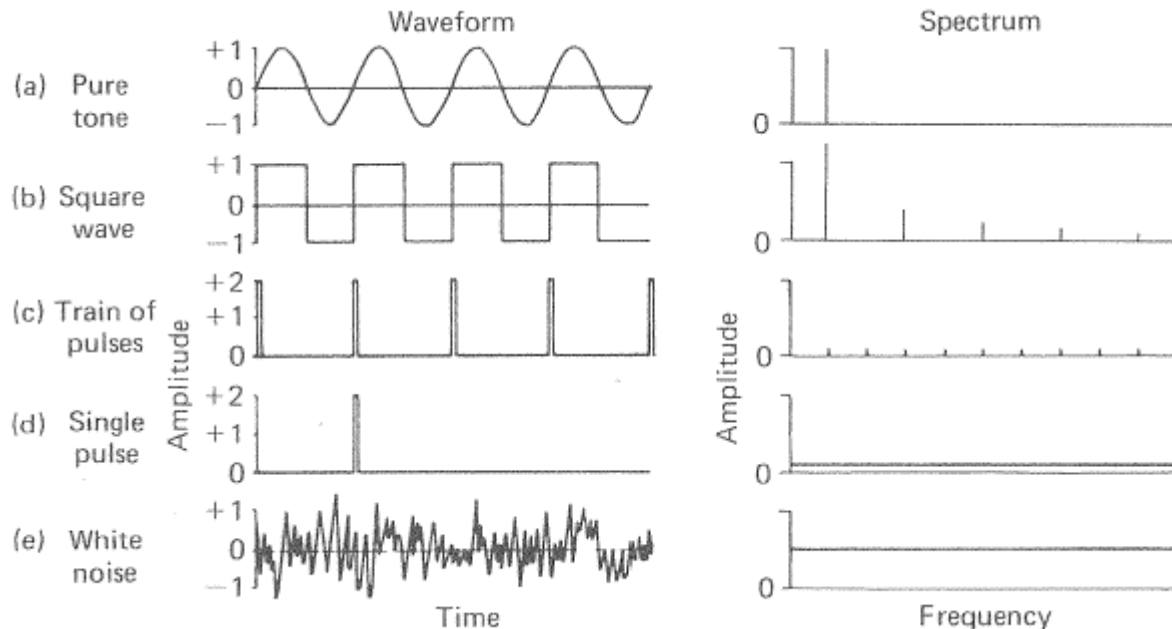 Waveform Spectrum
(a) Pure tone
+1
0
—1
0
(b) Square wave
+1
0
—1
0
(c) Train of pulses
+2
+1
0
0
(d) Single pulse
+2
+1
0
0
(e) White noise
+1
0
—1
0
Amplitude
Amplitude
Time Frequency